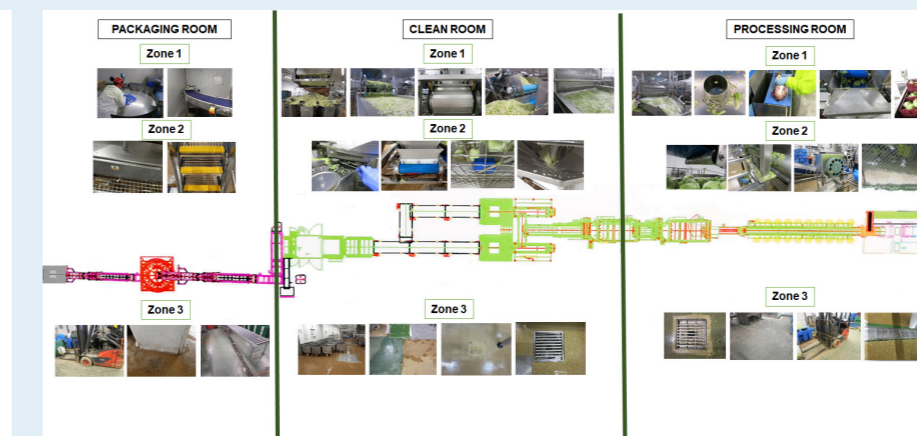 PACKAGING ROOM
Zone 1
Zone 2
Zone 3
CLEAN ROOM
Zone 1
Zone 2
Zone 3
PROCESSING ROOM
Zone 1
Zone 2
Zone 3